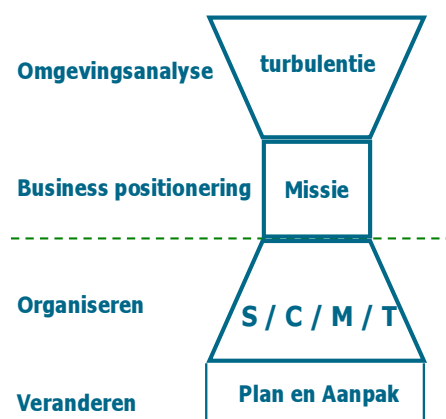 Omgevingsanalyse
turbulentie
Business positionering
Missie
Organiseren
S / C / M / T
Veranderen
Plan en Aanpak